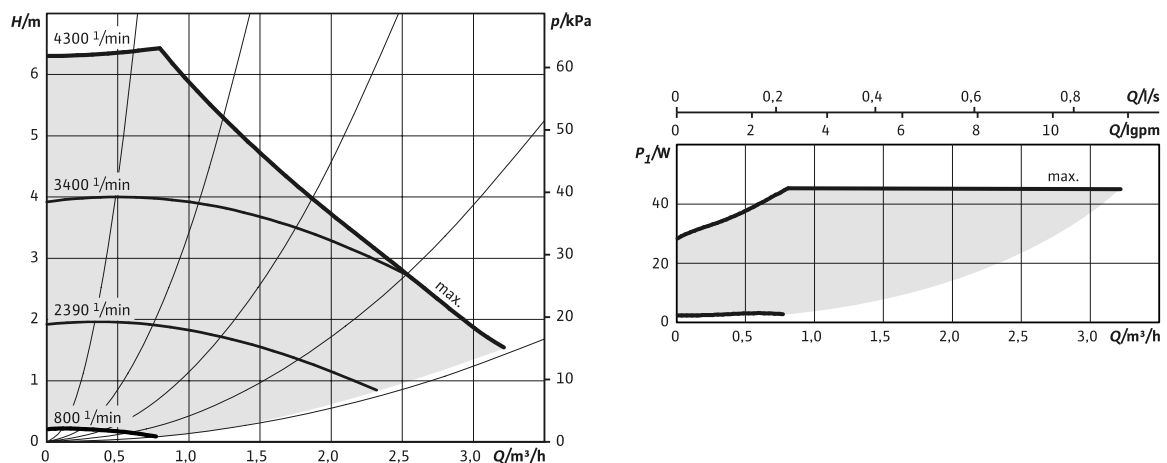 H/m
p/kPa
4300 1/min
6
5
4
3
2
1
0
60
50
40
30
20
10
0
3400 1/min
2390 1/min
800 1/min
max.
0 0,5 1,0 1,5 2,0 2,5 3,0 Q/m³/h
0 0,2 0,4 0,6 0,8 Q/l/s
0 2 4 6 8 10 Q/lgpm
P1/W
max.
40
20
0
0 0,5 1,0 1,5 2,0 2,5 3,0 Q/m³/h